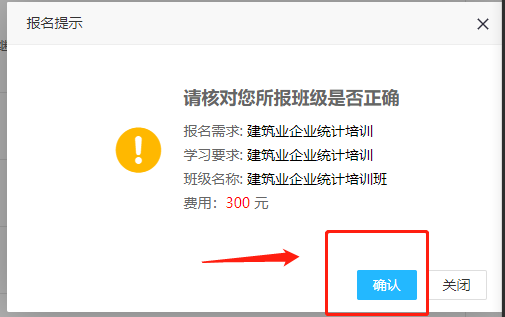 报名提示
请核对您所报班级是否正确
报名需求: 建筑业企业统计培训
学习要求: 建筑业企业统计培训
班级名称: 建筑业企业统计培训班
费用：300 元
确认
关闭